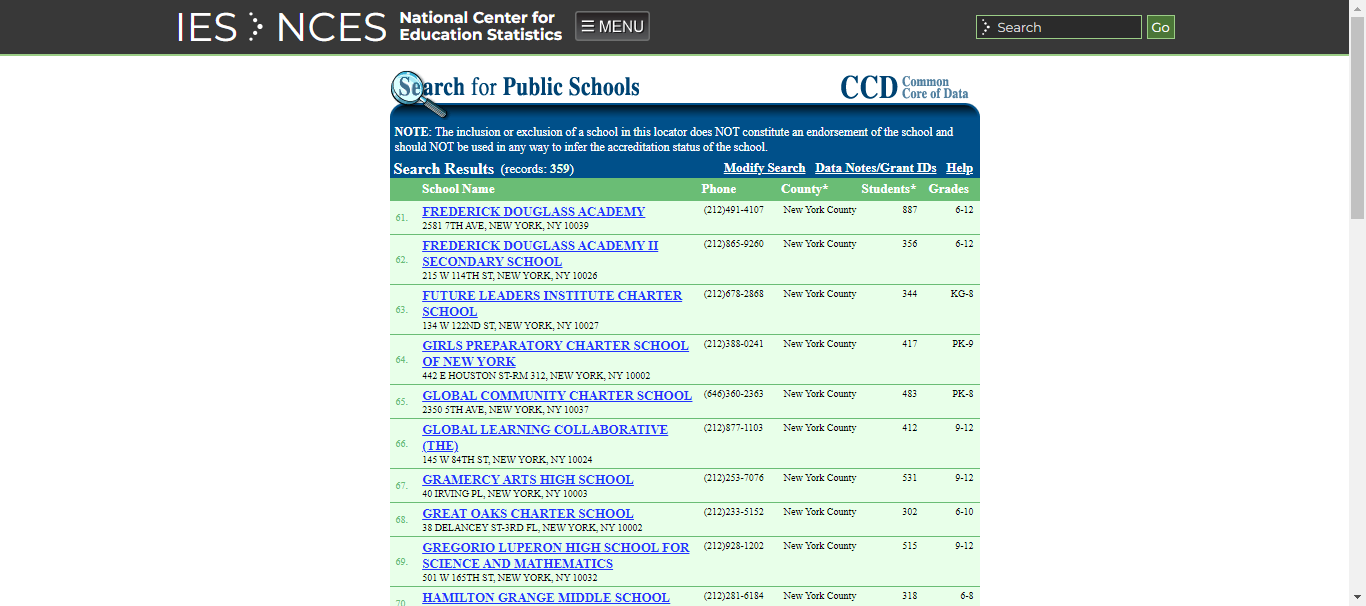 IES NCES National Center for Education Statistics
☰ MENU
Search
Go
Search for Public Schools
CCD Common Core of Data
NOTE: The inclusion or exclusion of a school in this locator does NOT constitute an endorsement of the school and
should NOT be used in any way to infer the accreditation status of the school.
Search Results (records: 359) Modify Search Data Notes/Grant IDs Help
School Name Phone County* Students* Grades
61. FREDERICK DOUGLASS ACADEMY (212)491-4107 New York County 887 6-12
2581 7TH AVE, NEW YORK, NY 10039
62. FREDERICK DOUGLASS ACADEMY II (212)865-9260 New York County 356 6-12
SECONDARY SCHOOL
215 W 114TH ST, NEW YORK, NY 10026
63. FUTURE LEADERS INSTITUTE CHARTER (212)678-2868 New York County 344 KG-8
SCHOOL
134 W 122ND ST, NEW YORK, NY 10027
64. GIRLS PREPARATORY CHARTER SCHOOL (212)388-0241 New York County 417 PK-9
OF NEW YORK
442 E HOUSTON ST-RM 312, NEW YORK, NY 10002
65. GLOBAL COMMUNITY CHARTER SCHOOL (646)360-2363 New York County 483 PK-8
2350 5TH AVE, NEW YORK, NY 10037
66. GLOBAL LEARNING COLLABORATIVE (212)877-1103 New York County 412 9-12
(THE)
145 W 84TH ST, NEW YORK, NY 10024
67. GRAMERCY ARTS HIGH SCHOOL (212)253-7076 New York County 531 9-12
40 IRVING PL, NEW YORK, NY 10003
68. GREAT OAKS CHARTER SCHOOL (212)233-5152 New York County 302 6-10
38 DELANCEY ST-3RD FL, NEW YORK, NY 10002
69. GREGORIO LUPERON HIGH SCHOOL FOR (212)928-1202 New York County 515 9-12
SCIENCE AND MATHEMATICS
501 W 165TH ST, NEW YORK, NY 10032
70. HAMILTON GRANGE MIDDLE SCHOOL (212)281-6184 New York County 318 6-8